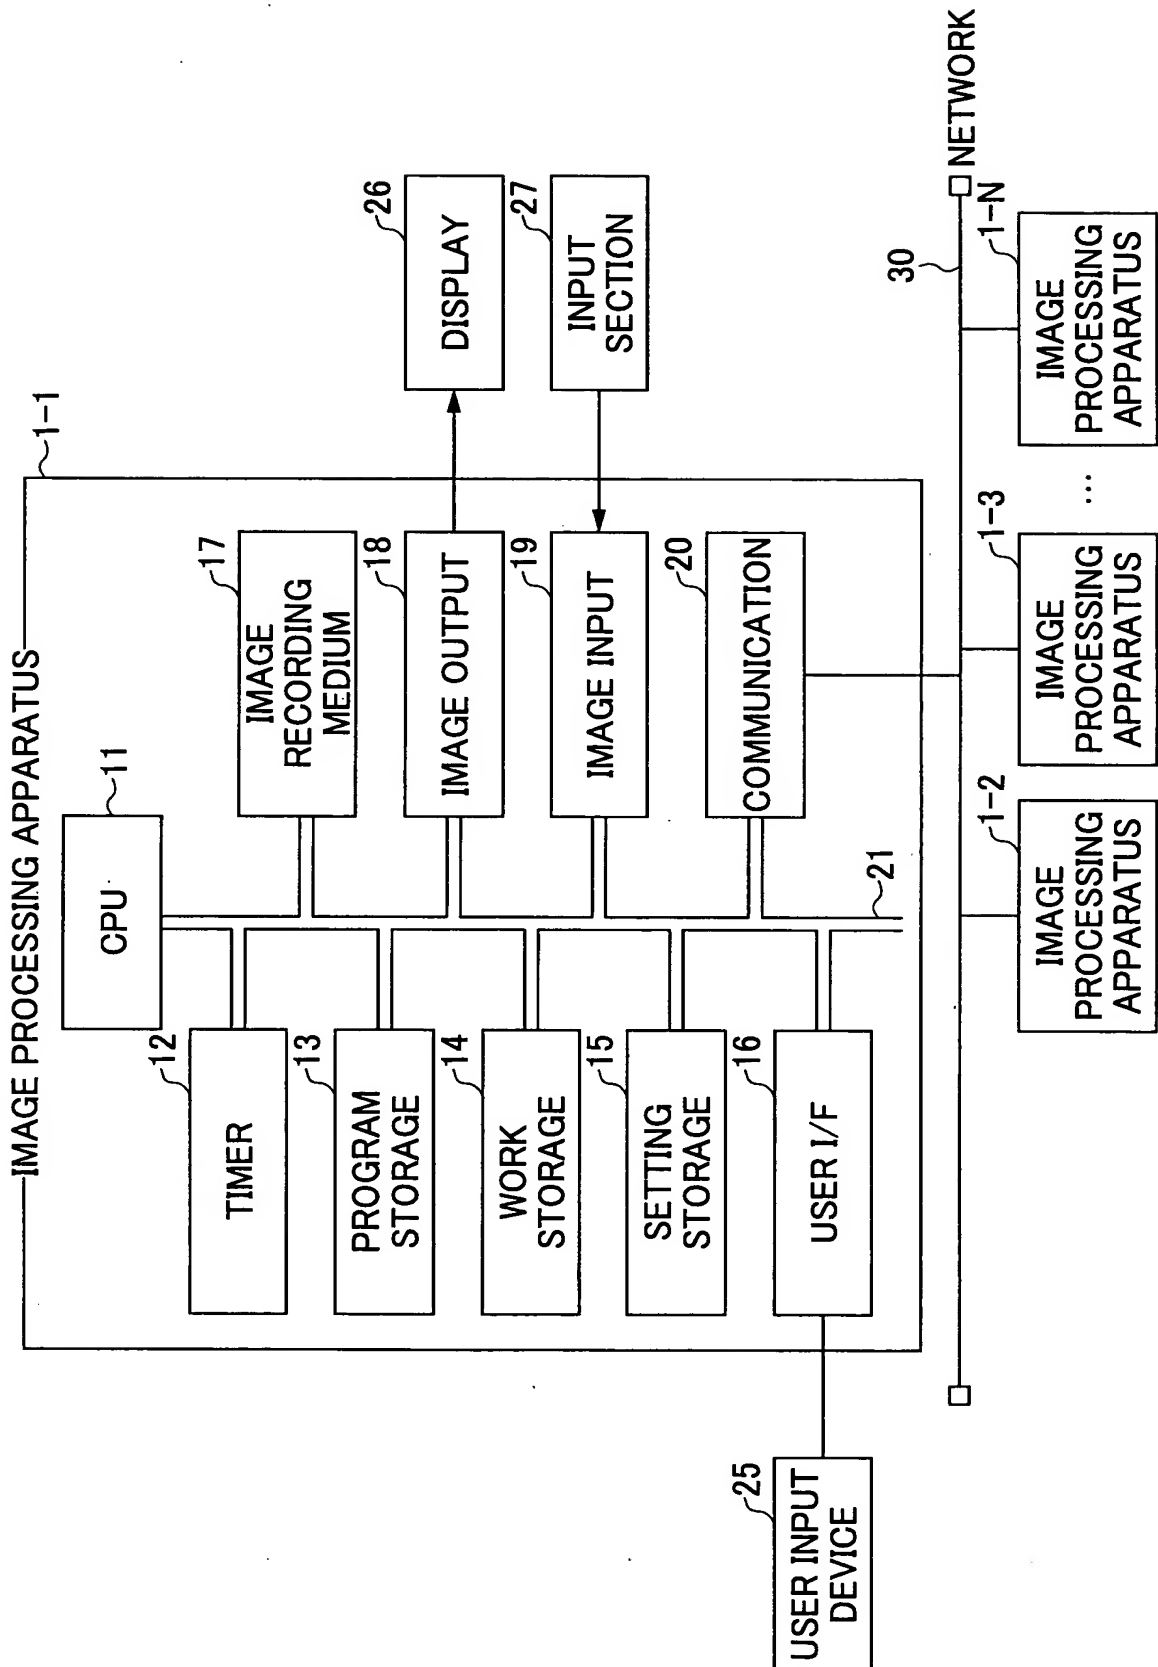 IMAGE PROCESSING APPARATUS
1-1
CPU
11
12
TIMER
13
PROGRAM
STORAGE
14
WORK
STORAGE
15
SETTING
STORAGE
16
USER I/F
17
IMAGE
RECORDING
MEDIUM
18
IMAGE OUTPUT
19
IMAGE INPUT
20
COMMUNICATION
21
25
USER INPUT
DEVICE
26
DISPLAY
27
INPUT
SECTION
30
NETWORK
1-2
IMAGE
PROCESSING
APPARATUS
1-3
IMAGE
PROCESSING
APPARATUS
...
1-N
IMAGE
PROCESSING
APPARATUS